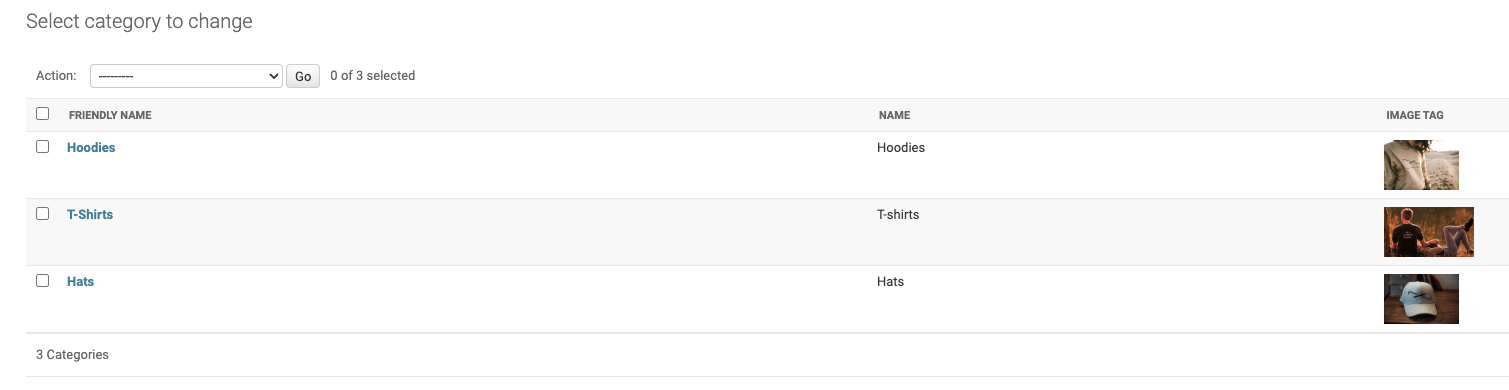 Select category to change
Action: --------- Go 0 of 3 selected
FRIENDLY NAME NAME IMAGE TAG
Hoodies Hoodies
T-Shirts T-shirts
Hats Hats
3 Categories